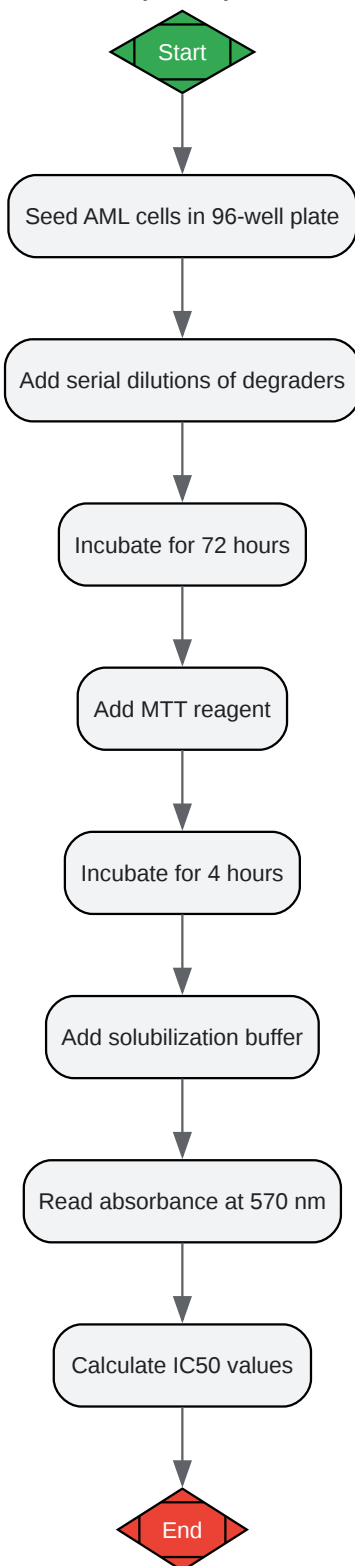 Start
Seed AML cells in 96-well plate
Add serial dilutions of degraders
Incubate for 72 hours
Add MTT reagent
Incubate for 4 hours
Add solubilization buffer
Read absorbance at 570 nm
Calculate IC50 values
End